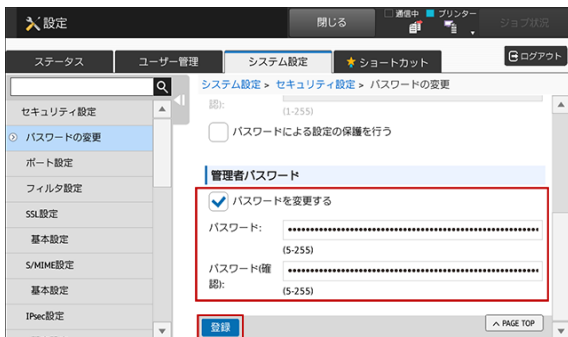 設定
閉じる
通信中
プリンター
ジョブ状況
ステータス
ユーザー管理
システム設定
ショートカット
ログアウト
システム設定 > セキュリティ設定 > パスワードの変更
セキュリティ設定
パスワードの変更
ポート設定
フィルタ設定
SSL設定
基本設定
S/MIME設定
基本設定
IPsec設定
認):
(1-255)
パスワードによる設定の保護を行う
管理者パスワード
パスワードを変更する
パスワード:
(5-255)
パスワード(確
認):
(5-255)
登録
PAGE TOP